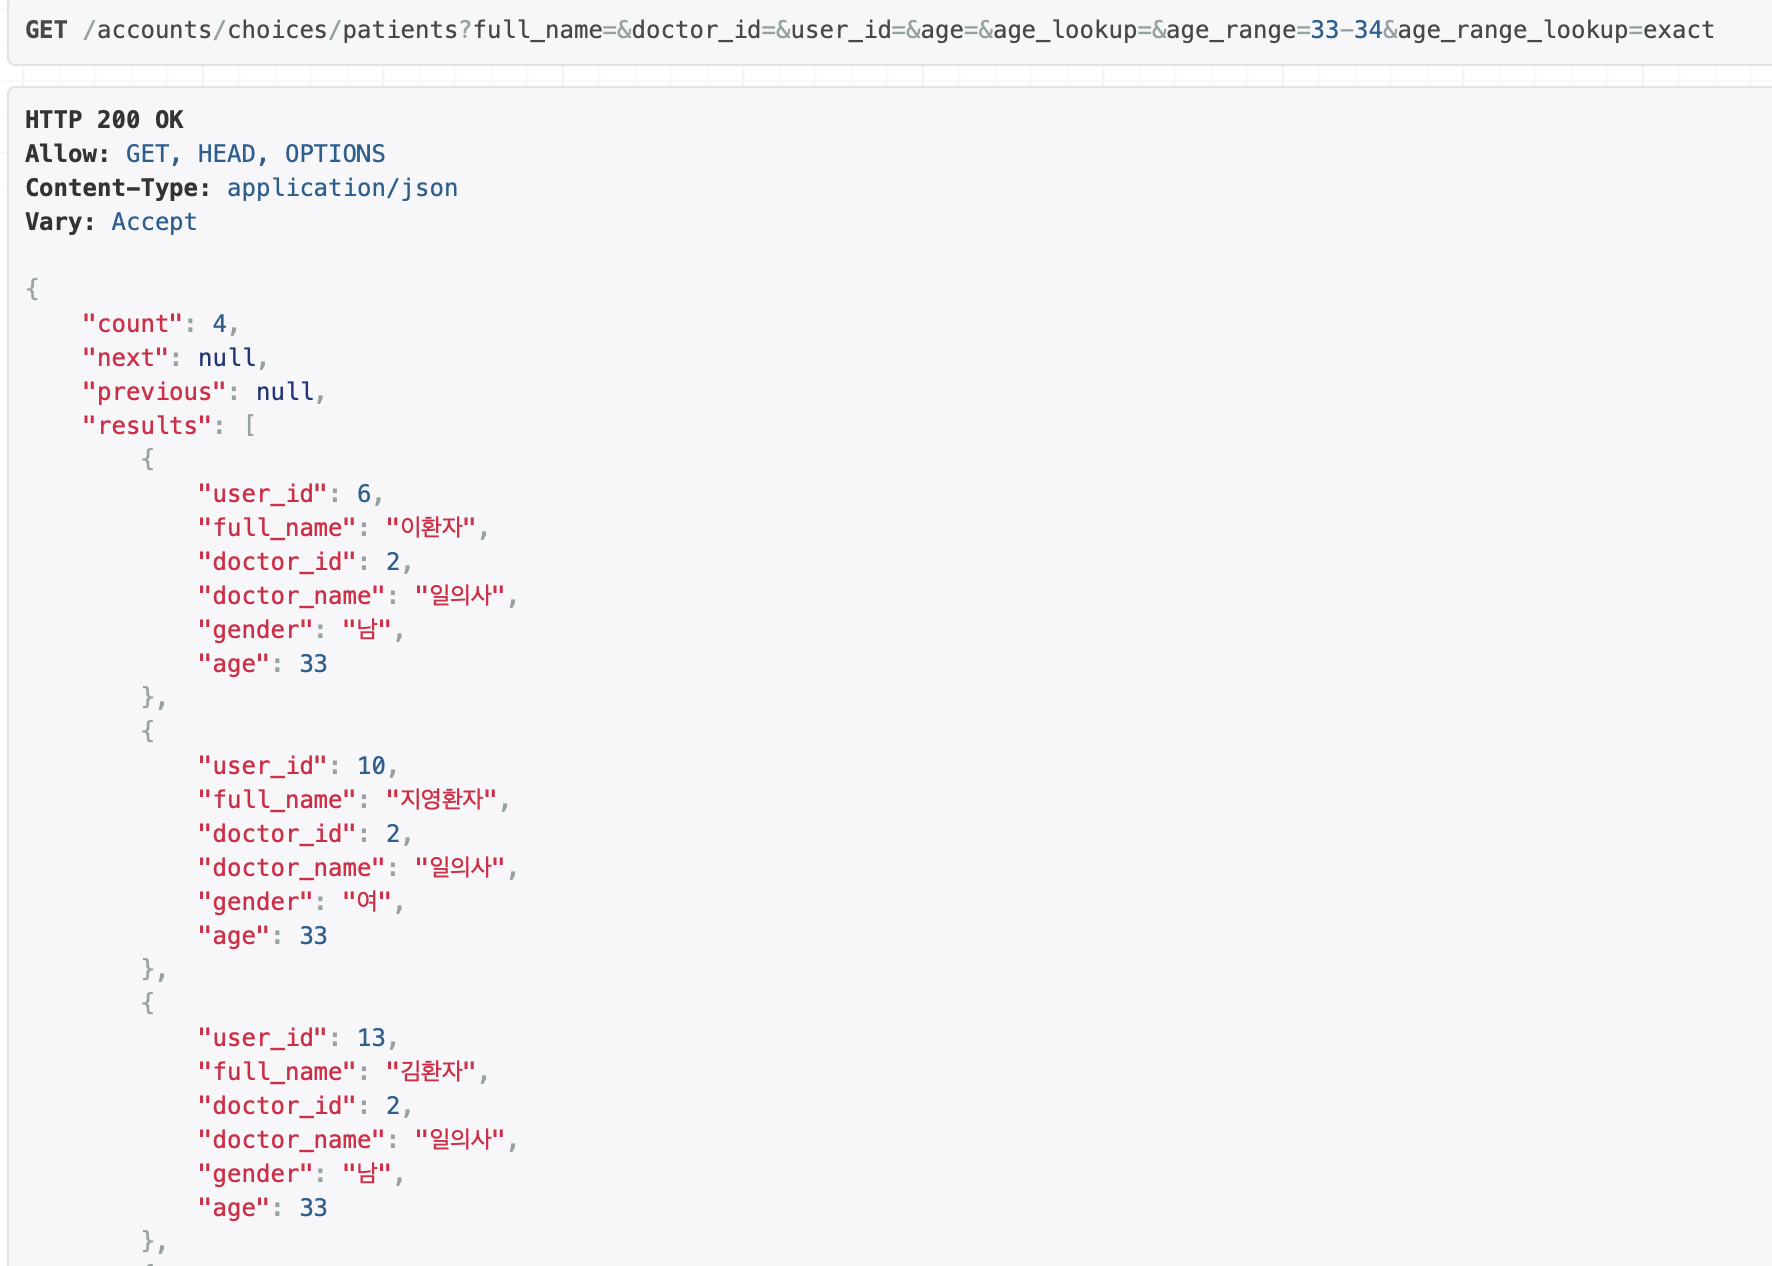 GET /accounts/choices/patients?full_name=&doctor_id=&user_id=&age=&age_lookup=&age_range=33-34&age_range_lookup=exact
HTTP 200 OK
Allow: GET, HEAD, OPTIONS
Content-Type: application/json
Vary: Accept
{
    "count": 4,
    "next": null,
    "previous": null,
    "results": [
        {
            "user_id": 6,
            "full_name": "이환자",
            "doctor_id": 2,
            "doctor_name": "일의사",
            "gender": "남",
            "age": 33
        },
        {
            "user_id": 10,
            "full_name": "지영환자",
            "doctor_id": 2,
            "doctor_name": "일의사",
            "gender": "여",
            "age": 33
        },
        {
            "user_id": 13,
            "full_name": "김환자",
            "doctor_id": 2,
            "doctor_name": "일의사",
            "gender": "남",
            "age": 33
        },